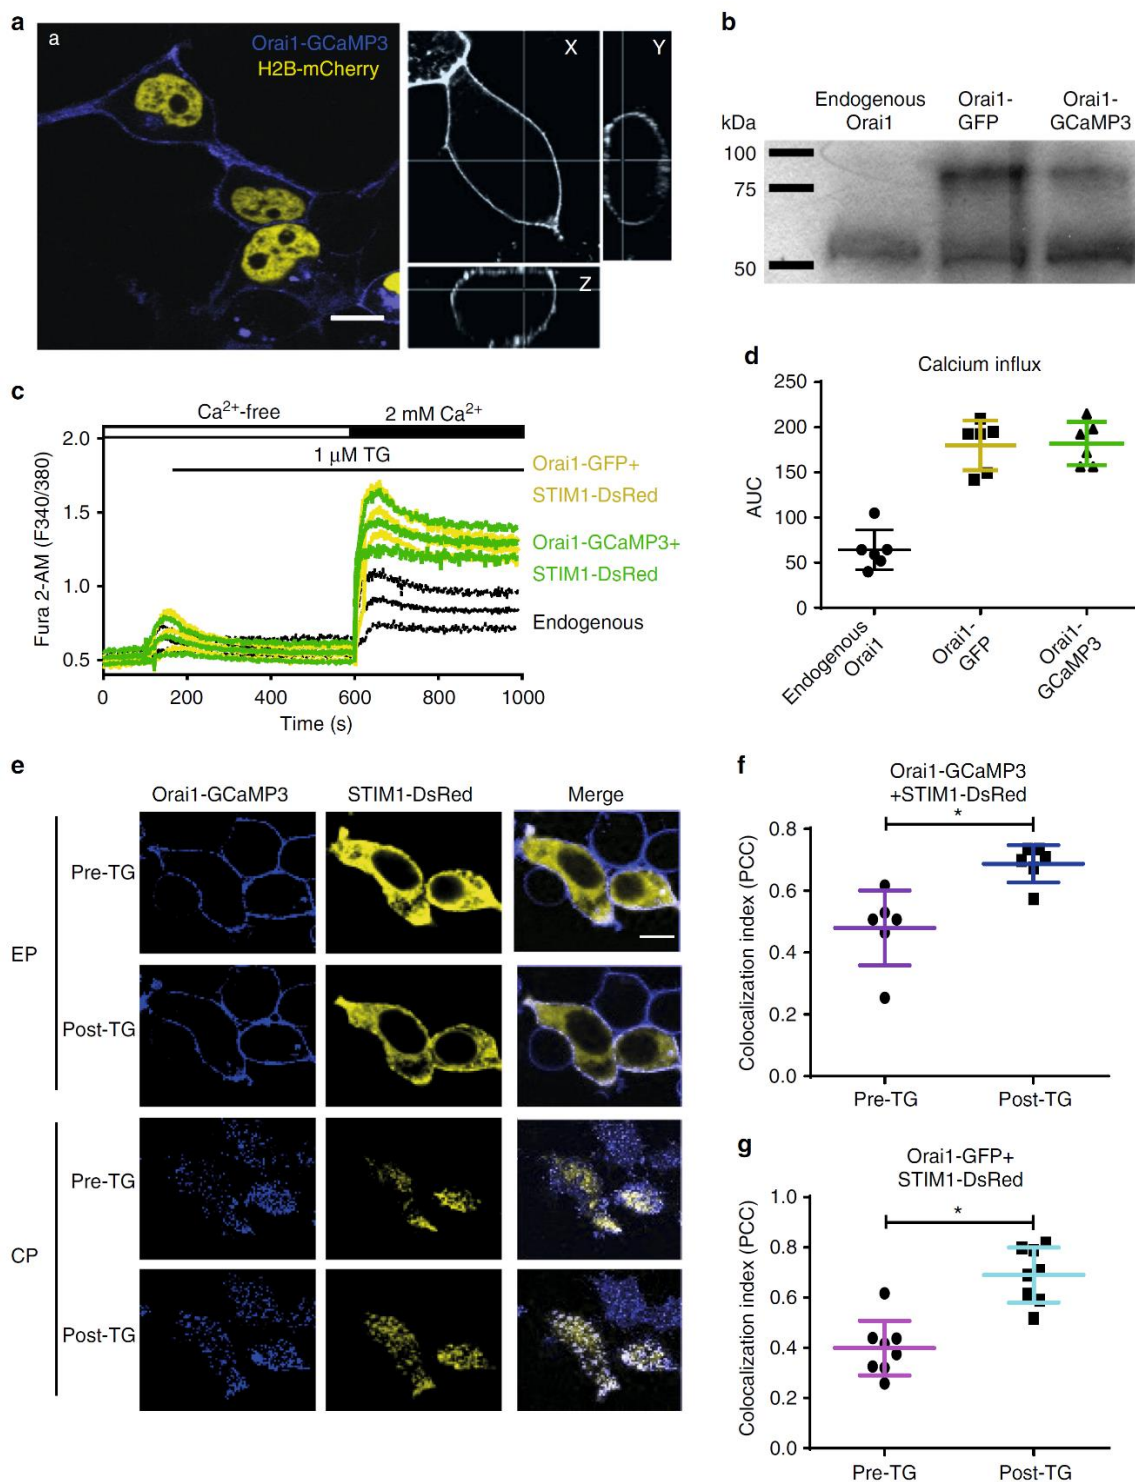 a
a
Orai1-GCaMP3
H2B-mCherry
X
Y
Z
b
kDa
Endogenous
Orai1
Orai1-
GFP
Orai1-
GCaMP3
100
75
50
c
Ca2+-free
2 mM Ca2+
1 μM TG
Fura 2-AM (F340/380)
2.0
1.5
1.0
0.5
0
200
400
600
800
1000
Time (s)
Orai1-GFP+
STIM1-DsRed
Orai1-GCaMP3+
STIM1-DsRed
Endogenous
d
Calcium influx
AUC
250
200
150
100
50
0
Endogenous
Orai1
Orai1-
GFP
Orai1-
GCaMP3
e
Orai1-GCaMP3
STIM1-DsRed
Merge
EP
Pre-TG
Post-TG
CP
Pre-TG
Post-TG
f
Orai1-GCaMP3
+STIM1-DsRed
*
Colocalization index (PCC)
0.8
0.6
0.4
0.2
0.0
Pre-TG
Post-TG
g
Orai1-GFP+
STIM1-DsRed
*
Colocalization index (PCC)
1.0
0.8
0.6
0.4
0.2
0.0
Pre-TG
Post-TG